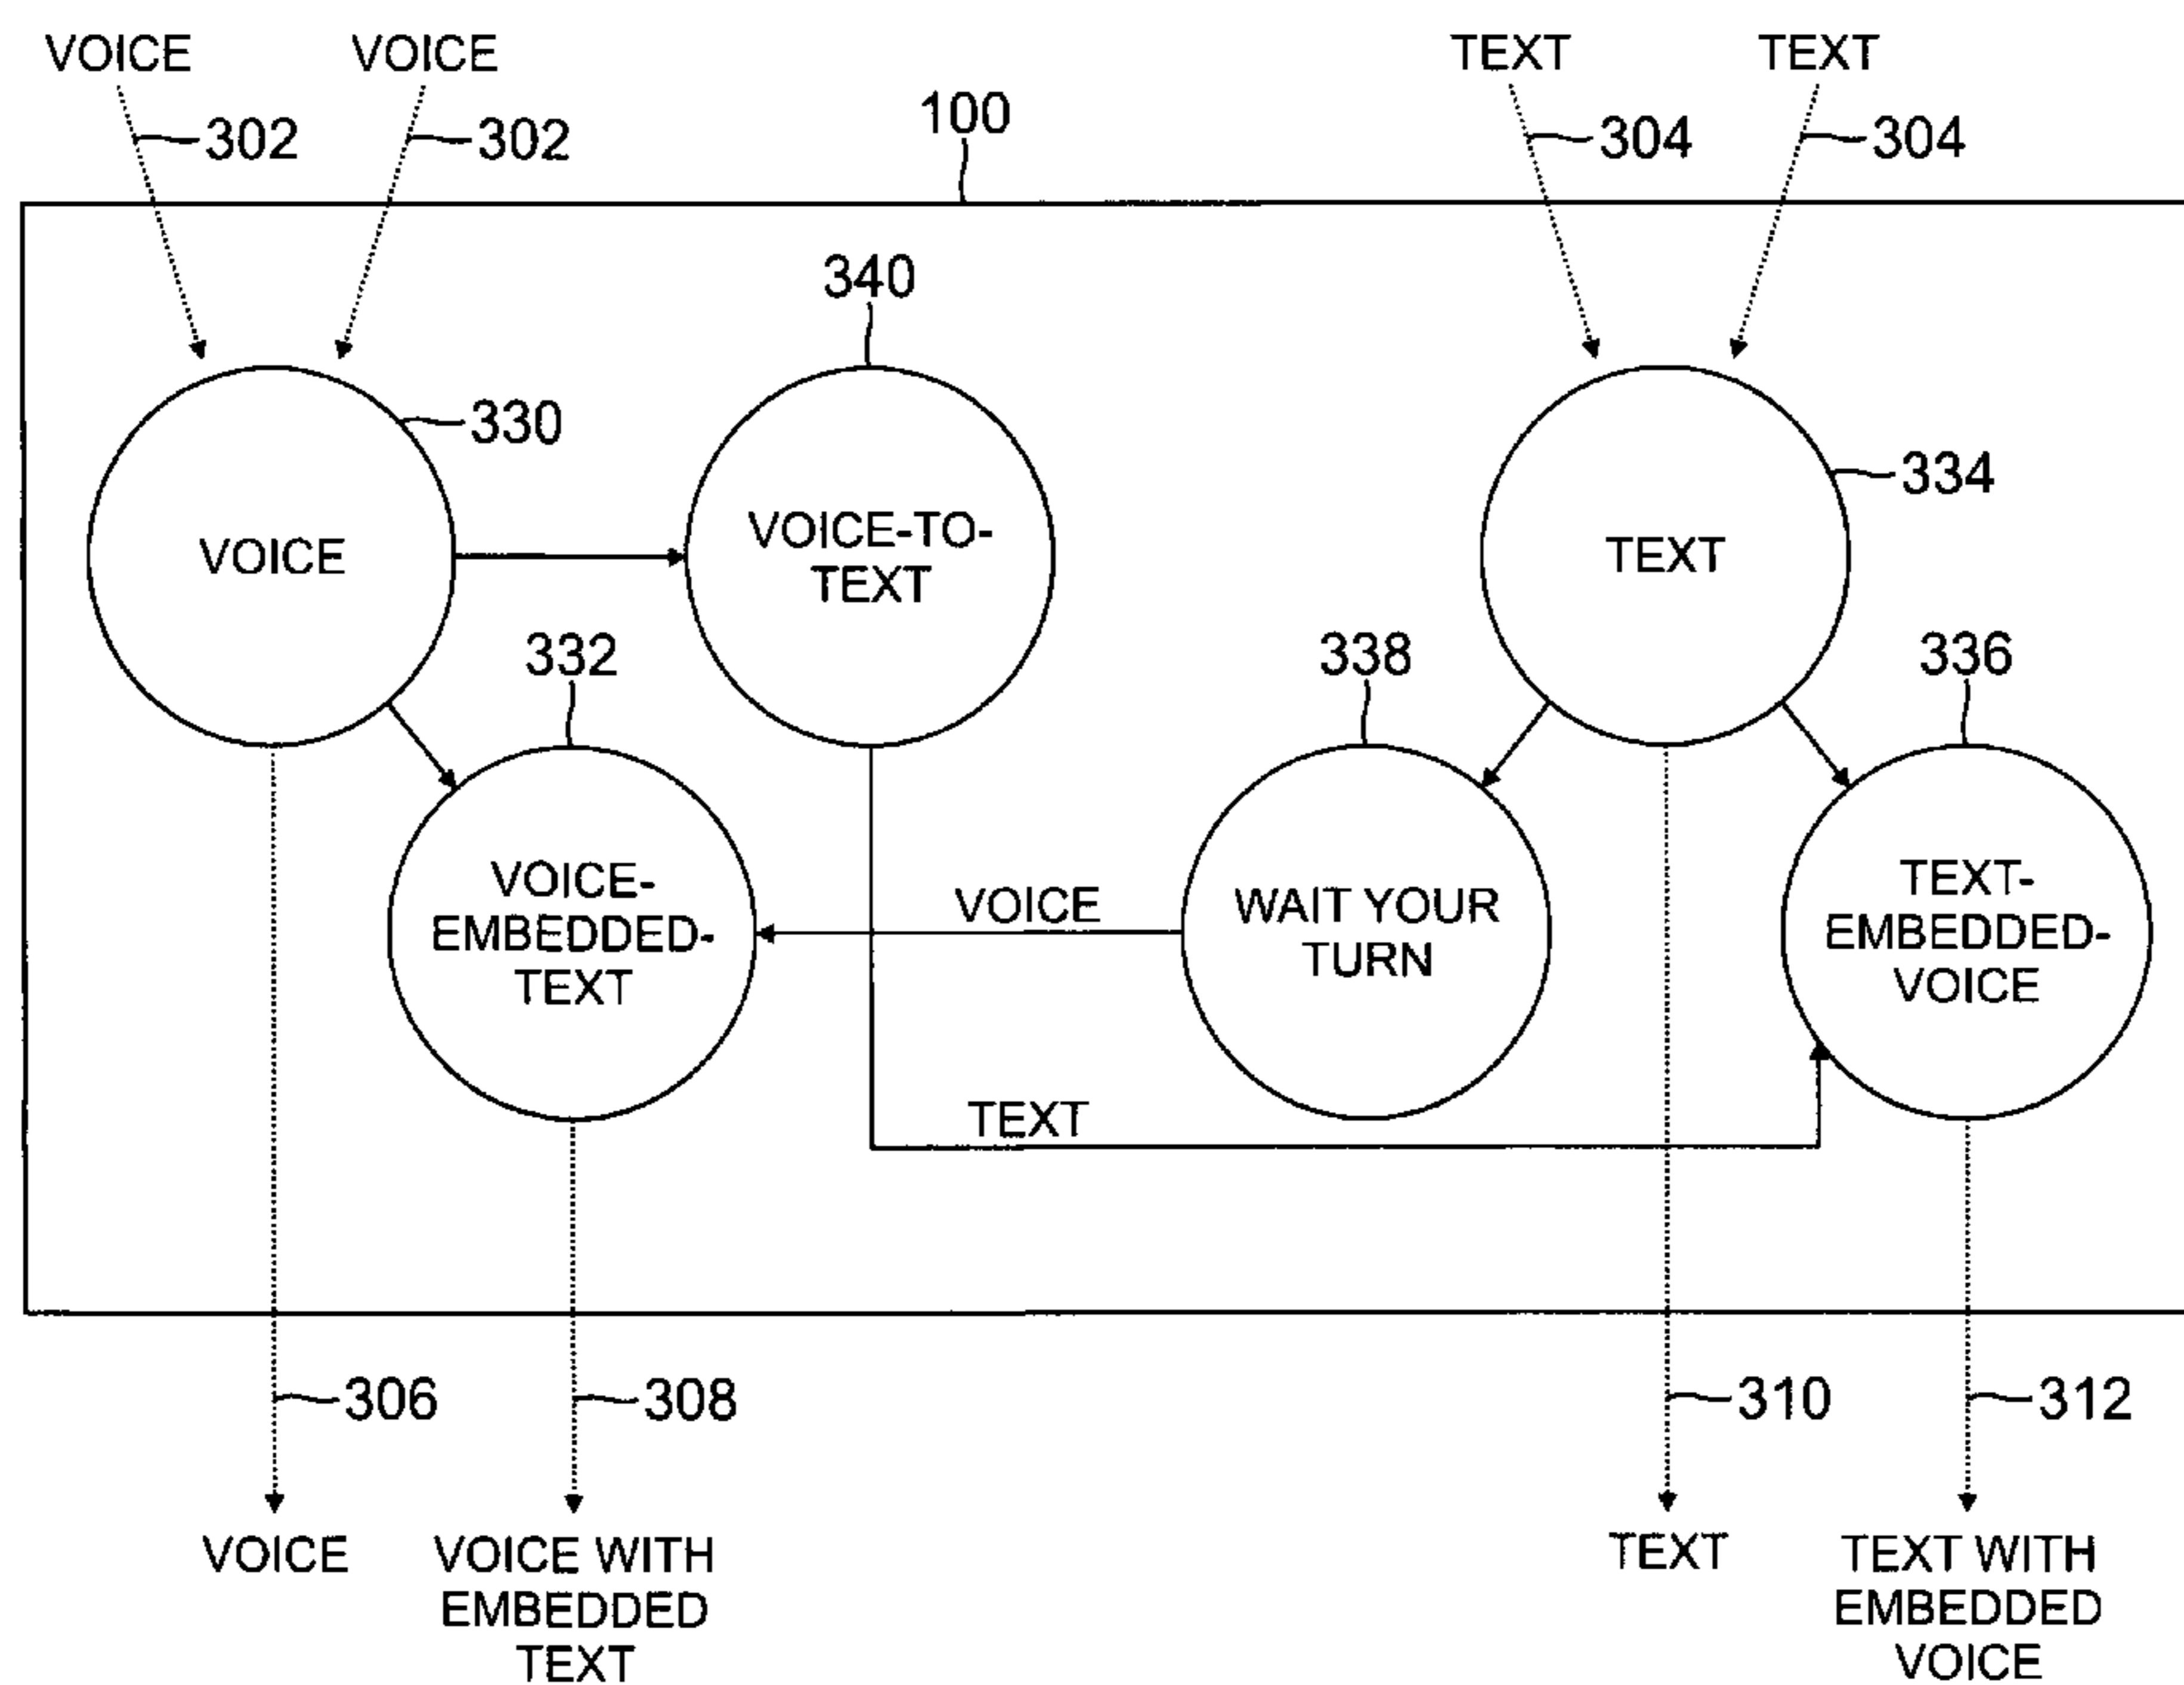 VOICE VOICE TEXT TEXT
302 302 100 304 304
340
330
334
VOICE VOICE-TO-
TEXT
TEXT
332 338 336
VOICE-
EMBEDDED-
TEXT
VOICE
WAIT YOUR
TURN
TEXT-
EMBEDDED-
VOICE
TEXT
306 308 310 312
VOICE
VOICE WITH
EMBEDDED
TEXT
TEXT
TEXT WITH
EMBEDDED
VOICE